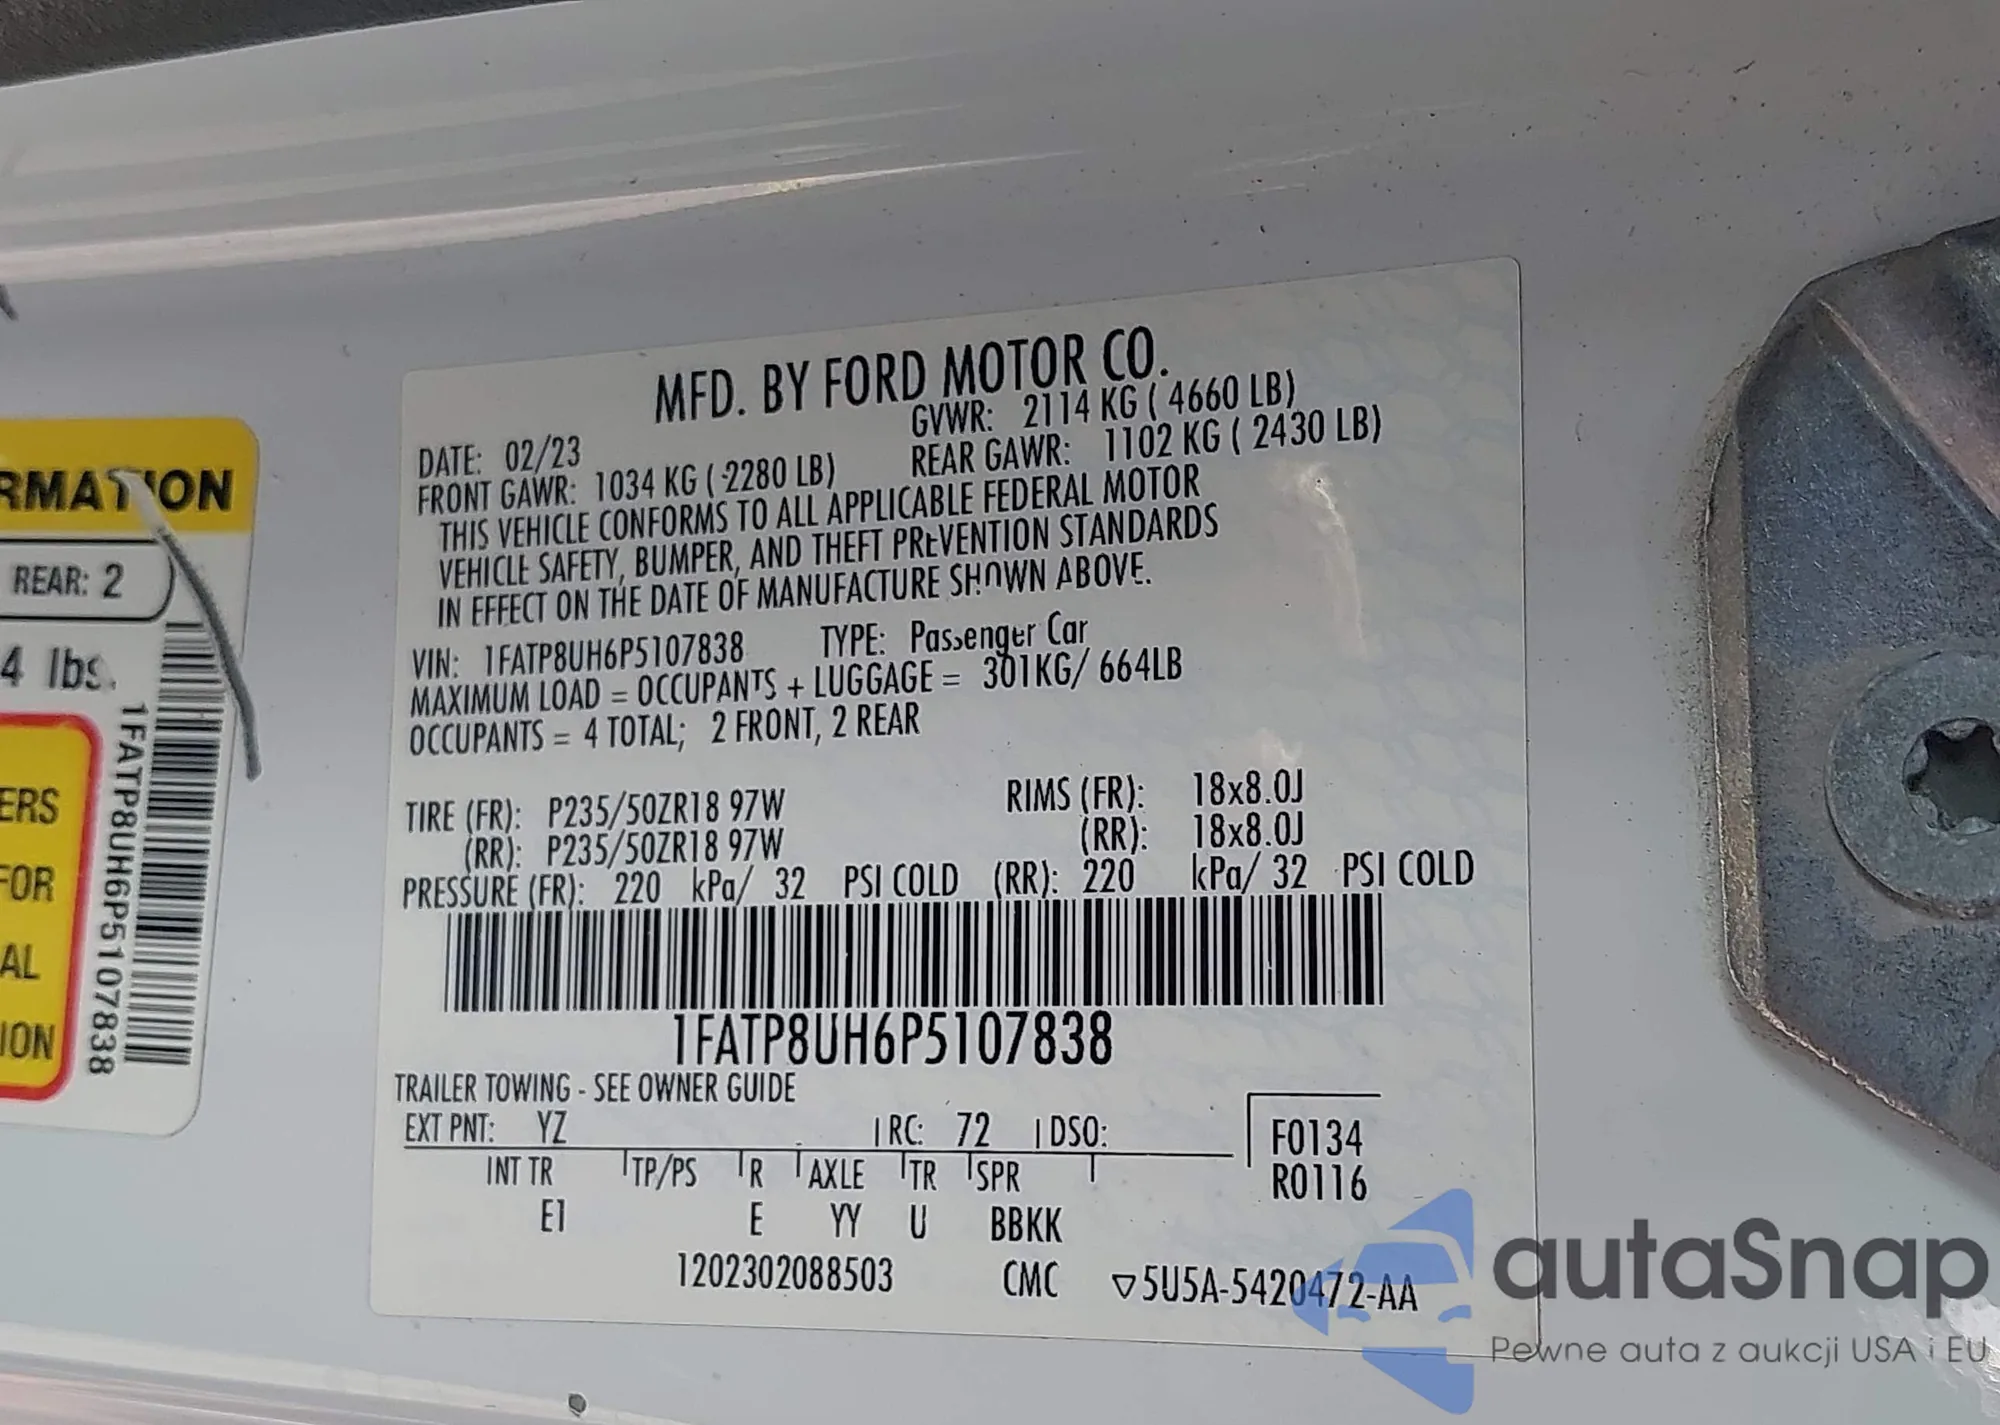 RMATION
REAR: 2
4 lbs.
ERS
FOR
AL
ION
1FATP8UH6P5107838
MFD. BY FORD MOTOR CO.
DATE: 02/23 GVWR: 2114 KG ( 4660 LB)
FRONT GAWR: 1034 KG ( 2280 LB) REAR GAWR: 1102 KG ( 2430 LB)
THIS VEHICLE CONFORMS TO ALL APPLICABLE FEDERAL MOTOR
VEHICLE SAFETY, BUMPER, AND THEFT PREVENTION STANDARDS
IN EFFECT ON THE DATE OF MANUFACTURE SHOWN ABOVE.
VIN: 1FATP8UH6P5107838 TYPE: Passenger Car
MAXIMUM LOAD = OCCUPANTS + LUGGAGE = 301KG/ 664LB
OCCUPANTS = 4 TOTAL; 2 FRONT, 2 REAR
TIRE (FR): P235/50ZR18 97W RIMS (FR): 18x8.0J
(RR): P235/50ZR18 97W (RR): 18x8.0J
PRESSURE (FR): 220 kPa/ 32 PSI COLD (RR): 220 kPa/ 32 PSI COLD
1FATP8UH6P5107838
TRAILER TOWING - SEE OWNER GUIDE
EXT PNT: YZ RC: 72 DSO: F0134
INT TR TP/PS R AXLE TR SPR R0116
E1 E YY U BBKK
1202302088503 CMC ▽5U5A-5420472-AA
autaSnap
Pewne auta z aukcji USA i EU